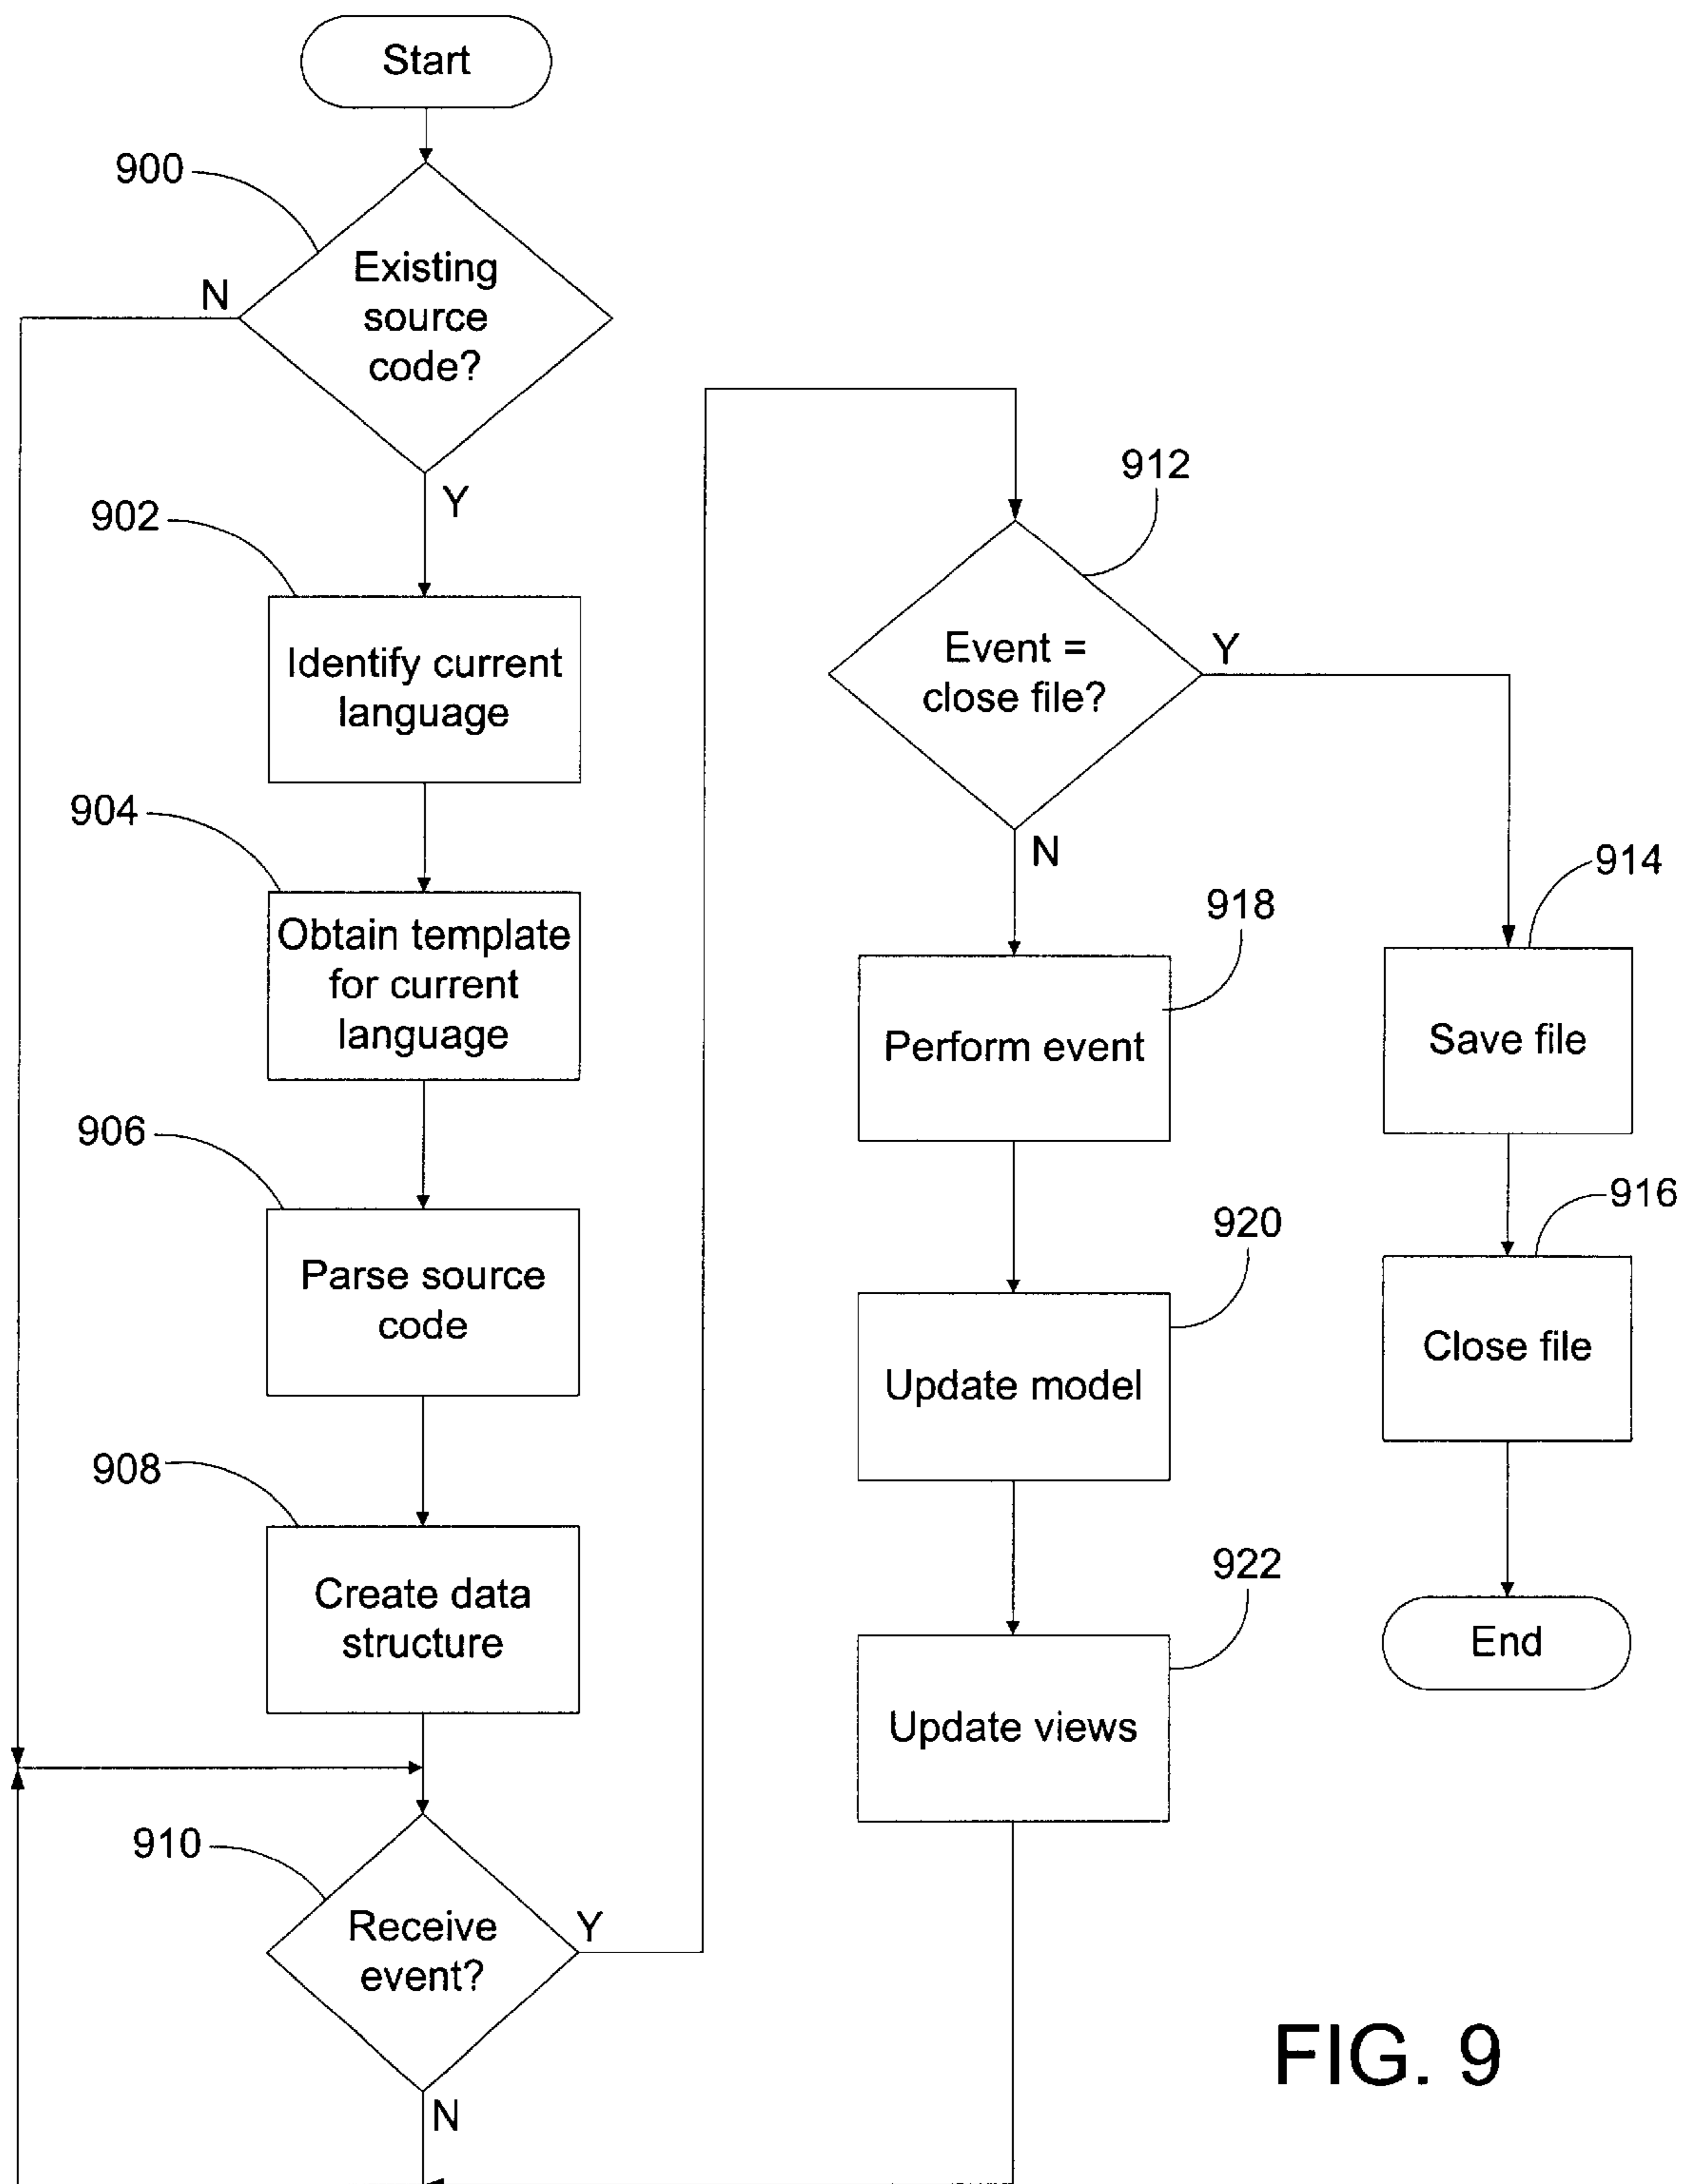 Start
900
Existing
source
code?
N
Y
902
Identify current
language
904
Obtain template
for current
language
906
Parse source
code
908
Create data
structure
910
Receive
event?
Y
N
912
Event =
close file?
Y
N
918
Perform event
920
Update model
922
Update views
914
Save file
916
Close file
End
FIG. 9